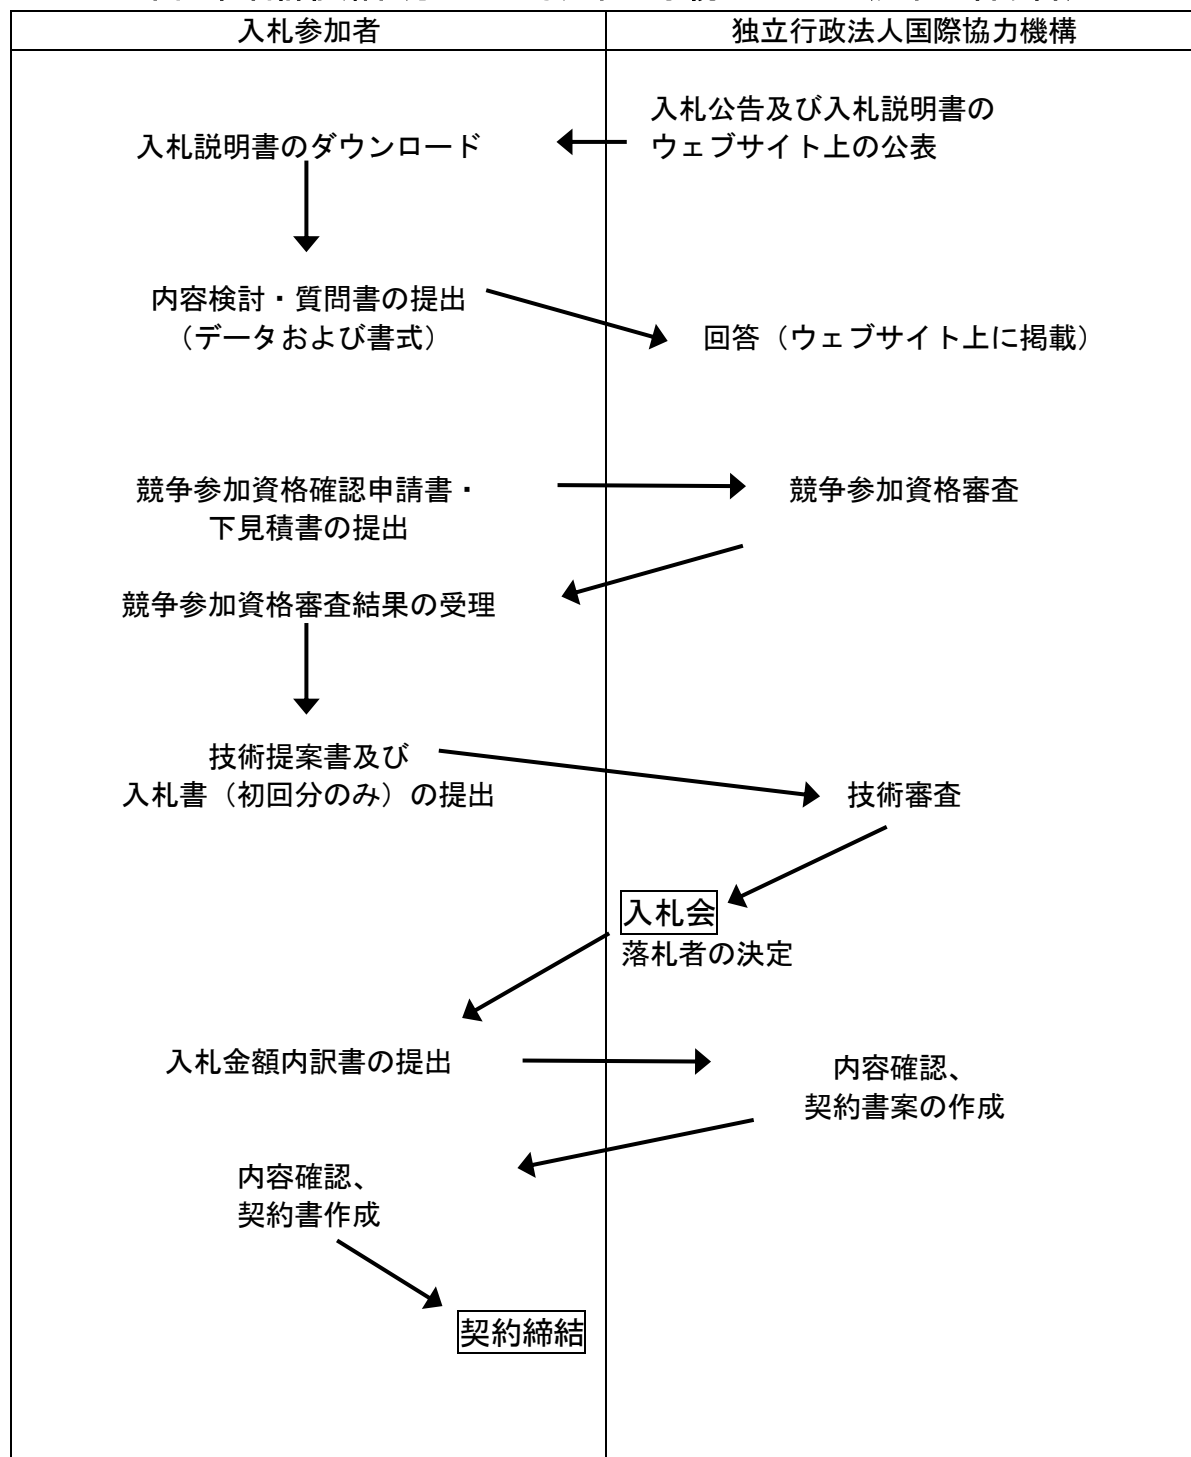 入札参加者
独立行政法人国際協力機構
入札公告及び入札説明書の
ウェブサイト上の公表
入札説明書のダウンロード
内容検討・質問書の提出
（データおよび書式）
回答（ウェブサイト上に掲載）
競争参加資格確認申請書・
下見積書の提出
競争参加資格審査
競争参加資格審査結果の受理
技術提案書及び
入札書（初回分のみ）の提出
技術審査
入札会
落札者の決定
入札金額内訳書の提出
内容確認、
契約書案の作成
内容確認、
契約書作成
契約締結